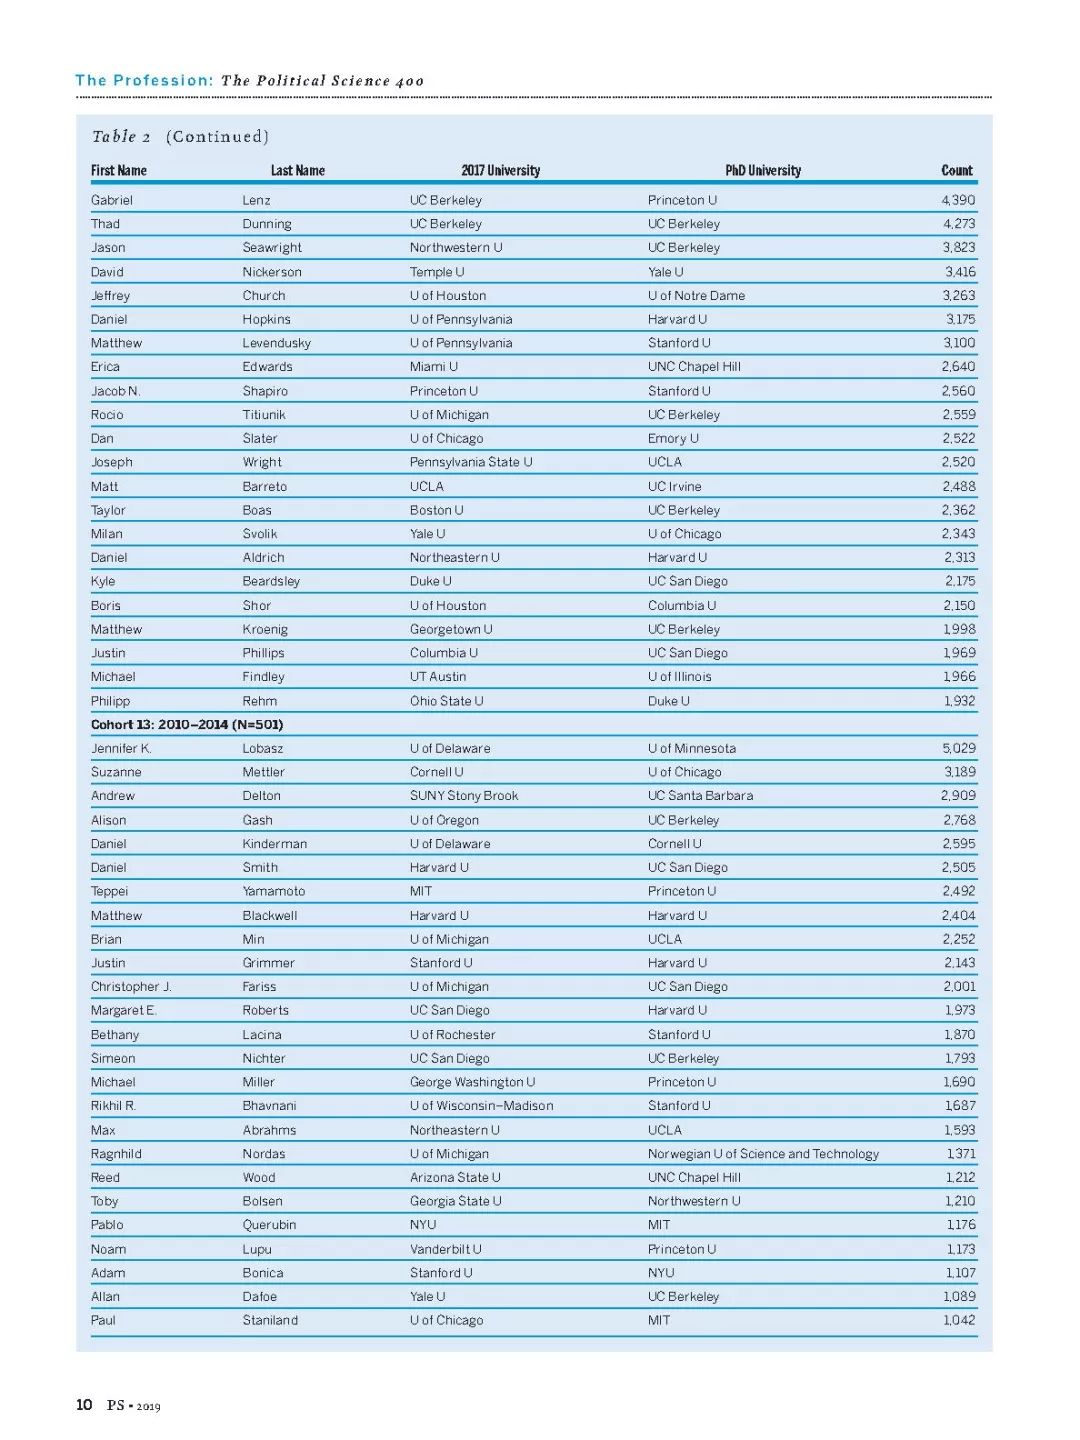 The Profession: The Political Science 400
Table 2 (Continued)
First Name Last Name 2017 University PhD University Count
Gabriel Lenz UC Berkeley Princeton U 4,390
Thad Dunning UC Berkeley UC Berkeley 4,273
Jason Seawright Northwestern U UC Berkeley 3,823
David Nickerson Temple U Yale U 3,416
Jeffrey Church U of Houston U of Notre Dame 3,263
Daniel Hopkins U of Pennsylvania Harvard U 3,175
Matthew Levendusky U of Pennsylvania Stanford U 3,100
Erica Edwards Miami U UNC Chapel Hill 2,640
Jacob N. Shapiro Princeton U Stanford U 2,560
Rocio Titiunik U of Michigan UC Berkeley 2,559
Dan Slater U of Chicago Emory U 2,522
Joseph Wright Pennsylvania State U UCLA 2,520
Matt Barreto UCLA UC Irvine 2,488
Taylor Boas Boston U UC Berkeley 2,362
Milan Svolik Yale U U of Chicago 2,343
Daniel Aldrich Northeastern U Harvard U 2,313
Kyle Beardsley Duke U UC San Diego 2,175
Boris Shor U of Houston Columbia U 2,150
Matthew Kroenig Georgetown U UC Berkeley 1,998
Justin Phillips Columbia U UC San Diego 1,969
Michael Findley UT Austin U of Illinois 1,966
Philipp Rehm Ohio State U Duke U 1,932
Cohort 13: 2010–2014 (N=501)
Jennifer K. Lobasz U of Delaware U of Minnesota 5,029
Suzanne Mettler Cornell U U of Chicago 3,189
Andrew Delton SUNY Stony Brook UC Santa Barbara 2,909
Alison Gash U of Oregon UC Berkeley 2,768
Daniel Kinderman U of Delaware Cornell U 2,595
Daniel Smith Harvard U UC San Diego 2,505
Teppei Yamamoto MIT Princeton U 2,492
Matthew Blackwell Harvard U Harvard U 2,404
Brian Min U of Michigan UCLA 2,252
Justin Grimmer Stanford U Harvard U 2,143
Christopher J. Fariss U of Michigan UC San Diego 2,001
Margaret E. Roberts UC San Diego Harvard U 1,973
Bethany Lacina U of Rochester Stanford U 1,870
Simeon Nichter UC San Diego UC Berkeley 1,793
Michael Miller George Washington U Princeton U 1,690
Rikhil R. Bhavnani U of Wisconsin–Madison Stanford U 1,687
Max Abrahms Northeastern U UCLA 1,593
Ragnhild Nordas U of Michigan Norwegian U of Science and Technology 1,371
Reed Wood Arizona State U UNC Chapel Hill 1,212
Toby Bolsen Georgia State U Northwestern U 1,210
Pablo Querubin NYU MIT 1,176
Noam Lupu Vanderbilt U Princeton U 1,173
Adam Bonica Stanford U NYU 1,107
Allan Dafoe Yale U UC Berkeley 1,089
Paul Staniland U of Chicago MIT 1,042
10 PS • 2019